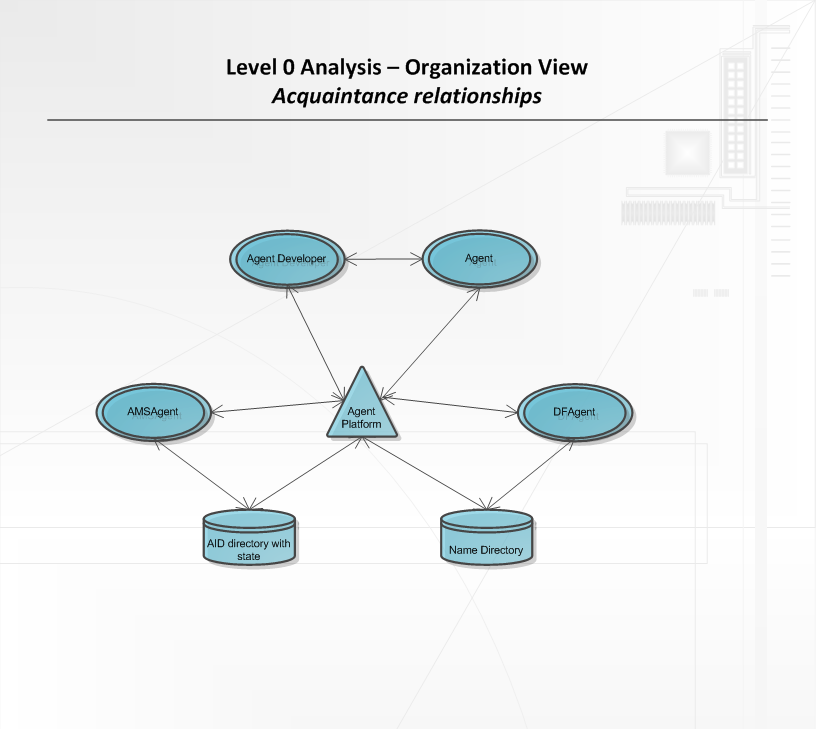 Level 0 Analysis – Organization View
Acquaintance relationships
Agent Developer
Agent
AMSAgent
Agent
Platform
DFAgent
AID directory with
state
Name Directory